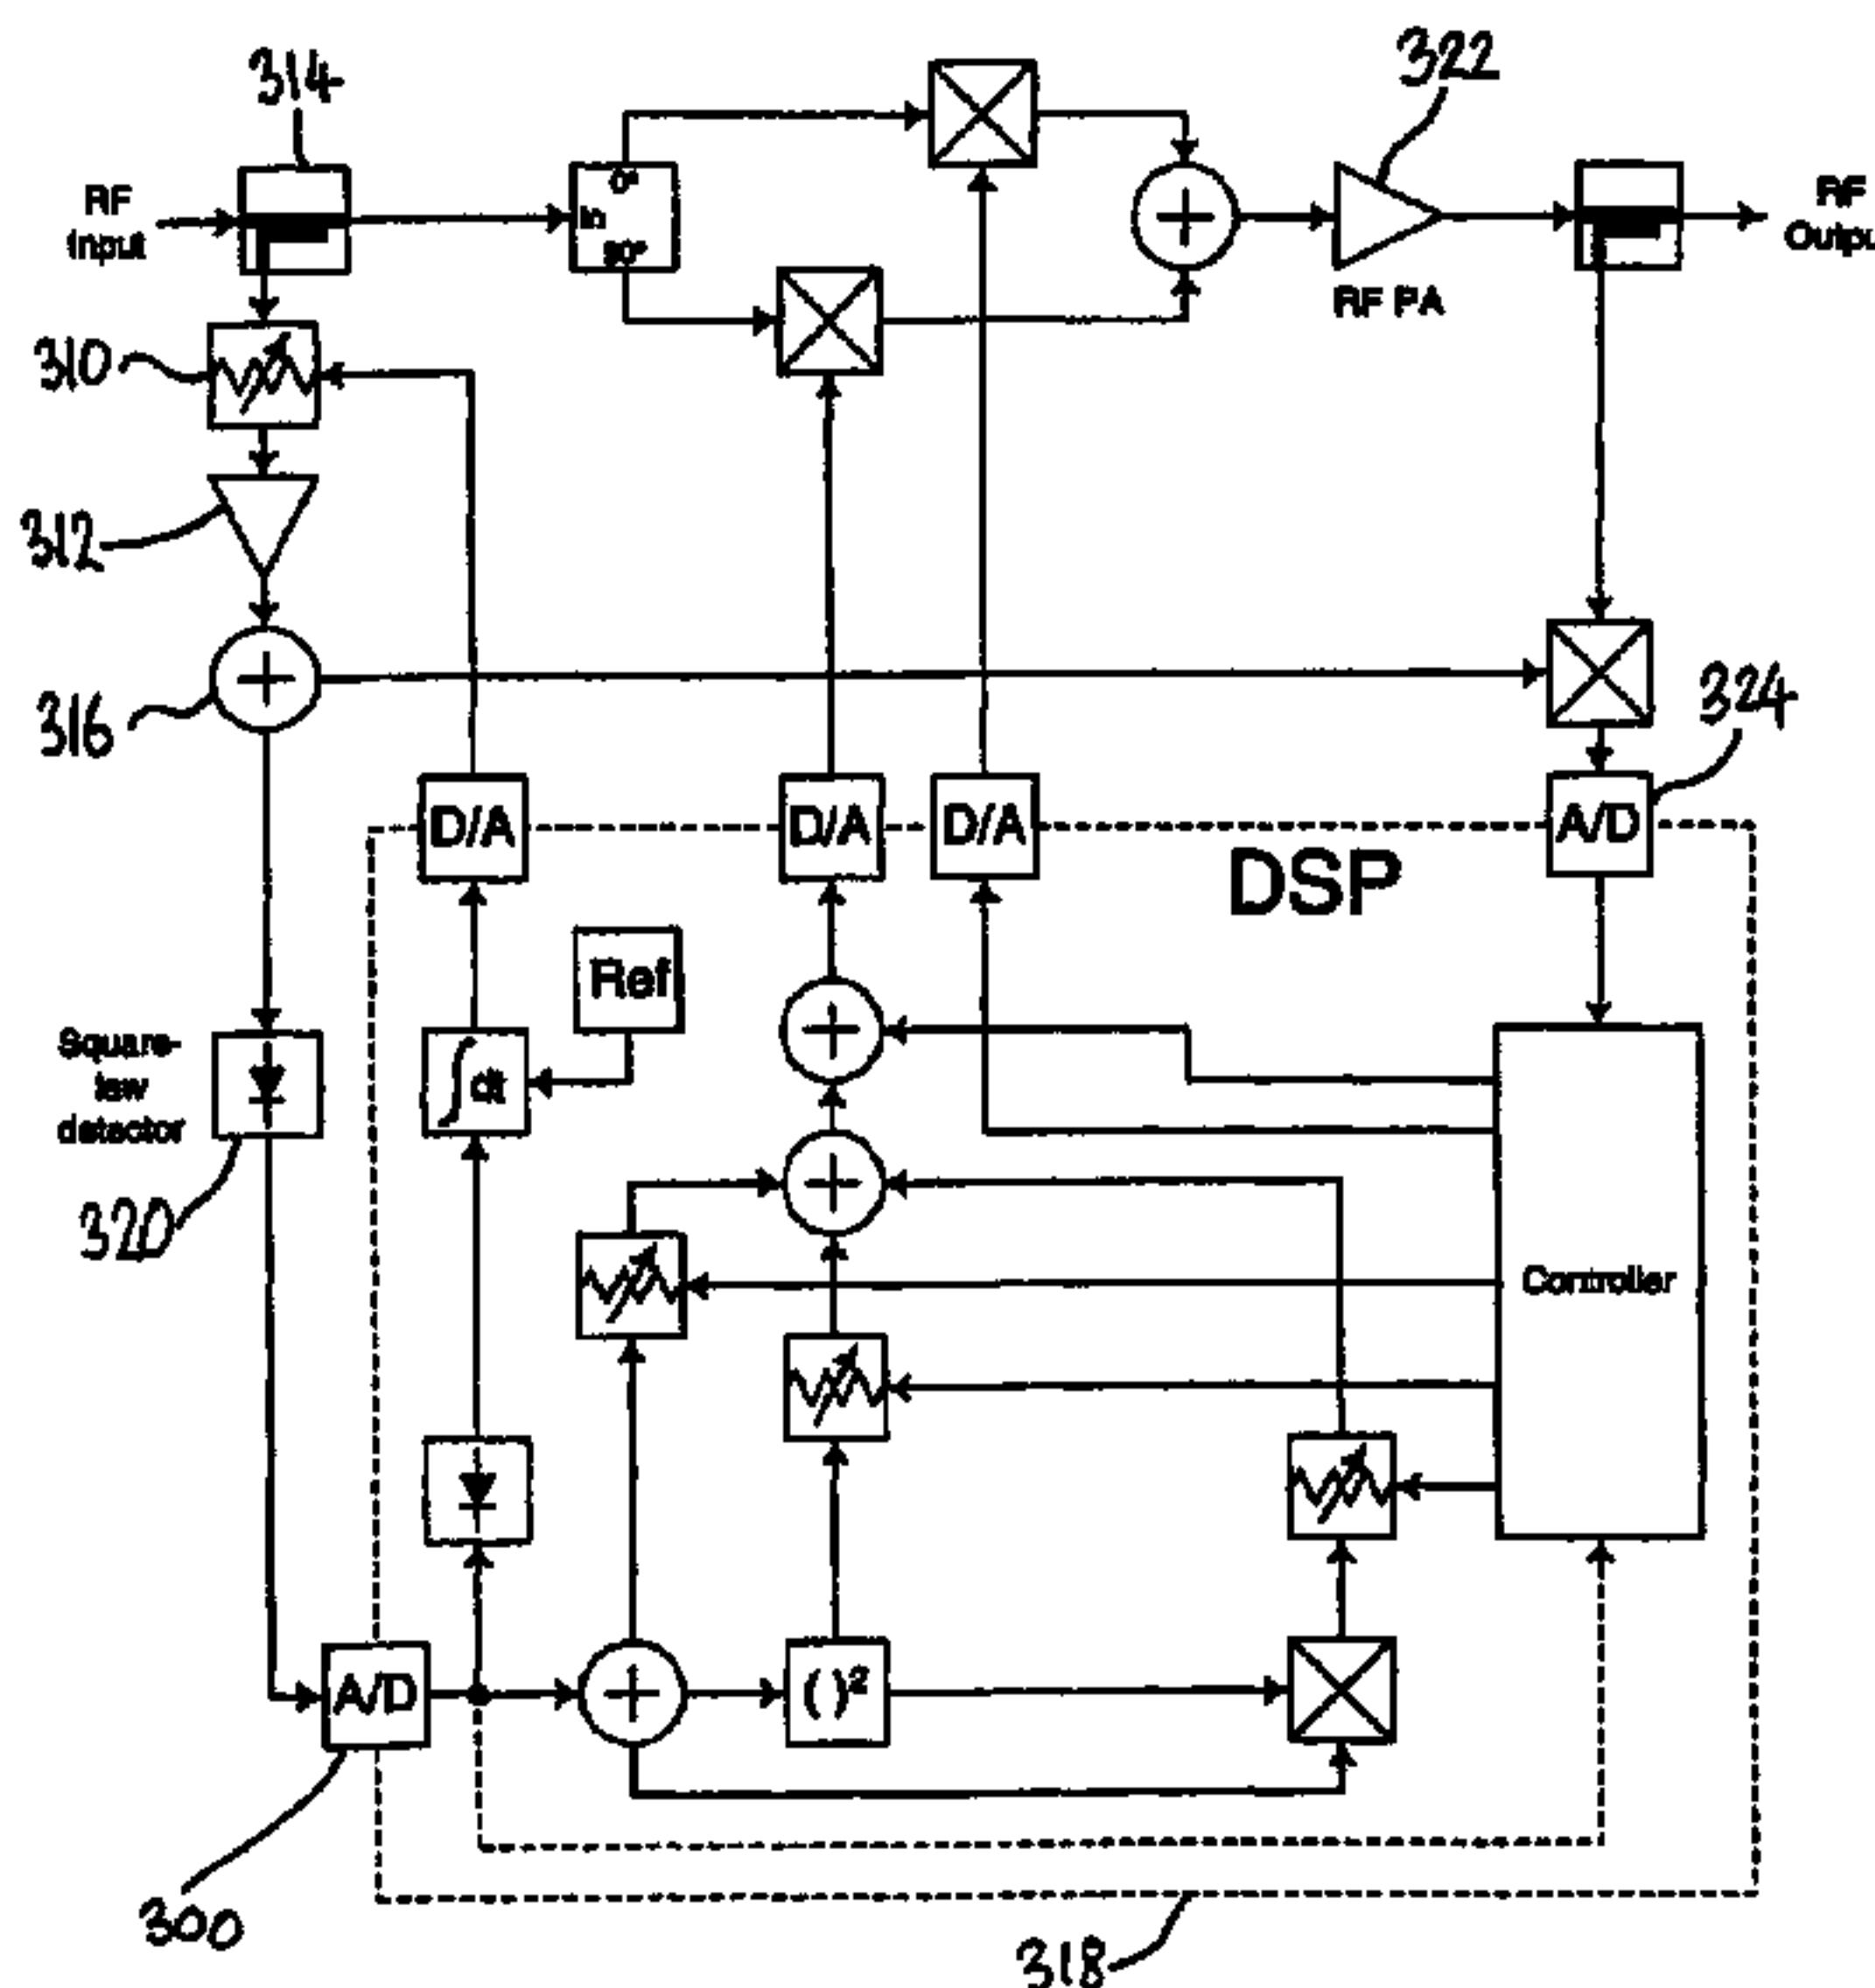 314
322
RF
Input
0°
In
90°
RF PA
RF
Outpu
310
312
316
324
D/A
D/A
D/A
A/D
DSP
Ref
∫dt
Square-
law
detector
320
Controller
A/D
( )²
300
318